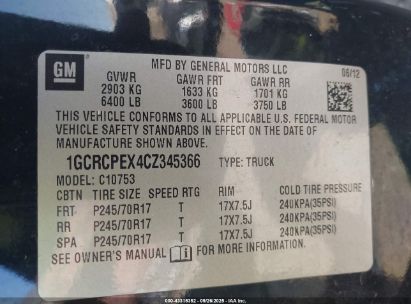 GM
MFD BY GENERAL MOTORS LLC
GVWR GAWR FRT GAWR RR 06/12
2903 KG 1633 KG 1701 KG
6400 LB 3600 LB 3750 LB
THIS VEHICLE CONFORMS TO ALL APPLICABLE U.S. FEDERAL MOTOR
VEHICLE SAFETY STANDARDS IN EFFECT ON THE DATE OF
MANUFACTURE SHOWN ABOVE.
1GCRCPEX4CZ345366 TYPE: TRUCK
MODEL: C10753
CBTN TIRE SIZE SPEED RTG RIM COLD TIRE PRESSURE
FRT P245/70R17 T 17X7.5J 240KPA(35PSI)
RR P245/70R17 T 17X7.5J 240KPA(35PSI)
SPA P245/70R17 T 17X7.5J 240KPA(35PSI)
SEE OWNER'S MANUAL FOR MORE INFORMATION